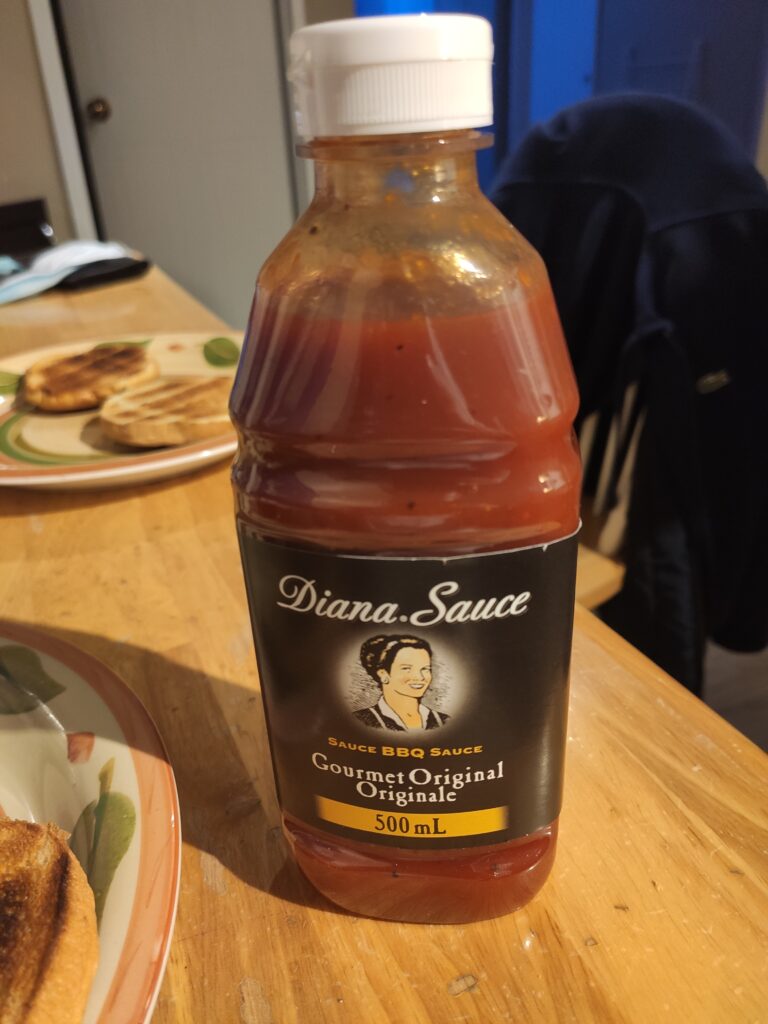 Diana.Sauce
Sauce BBQ Sauce
Gourmet Original
Originale
500 mL